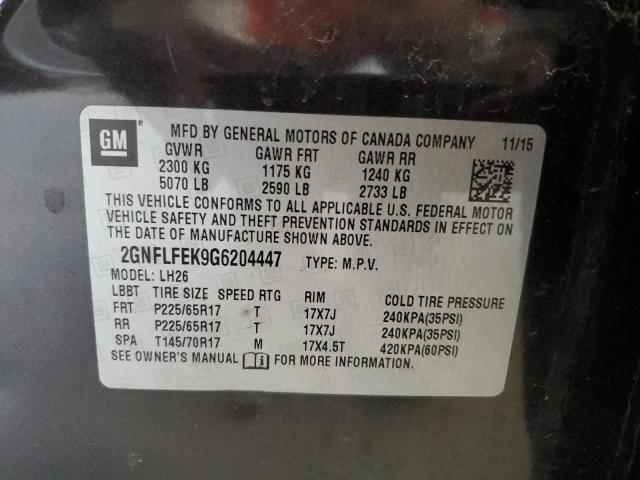 GM
MFD BY GENERAL MOTORS OF CANADA COMPANY 11/15
GVWR GAWR FRT GAWR RR
2300 KG 1175 KG 1240 KG
5070 LB 2590 LB 2733 LB
THIS VEHICLE CONFORMS TO ALL APPLICABLE U.S. FEDERAL MOTOR
VEHICLE SAFETY AND THEFT PREVENTION STANDARDS IN EFFECT ON
THE DATE OF MANUFACTURE SHOWN ABOVE.
2GNFLFEK9G6204447 TYPE: M.P.V.
MODEL: LH26
LBBT TIRE SIZE SPEED RTG RIM COLD TIRE PRESSURE
FRT P225/65R17 T 17X7J 240KPA(35PSI)
RR P225/65R17 T 17X7J 240KPA(35PSI)
SPA T145/70R17 M 17X4.5T 420KPA(60PSI)
SEE OWNER'S MANUAL i FOR MORE INFORMATION.